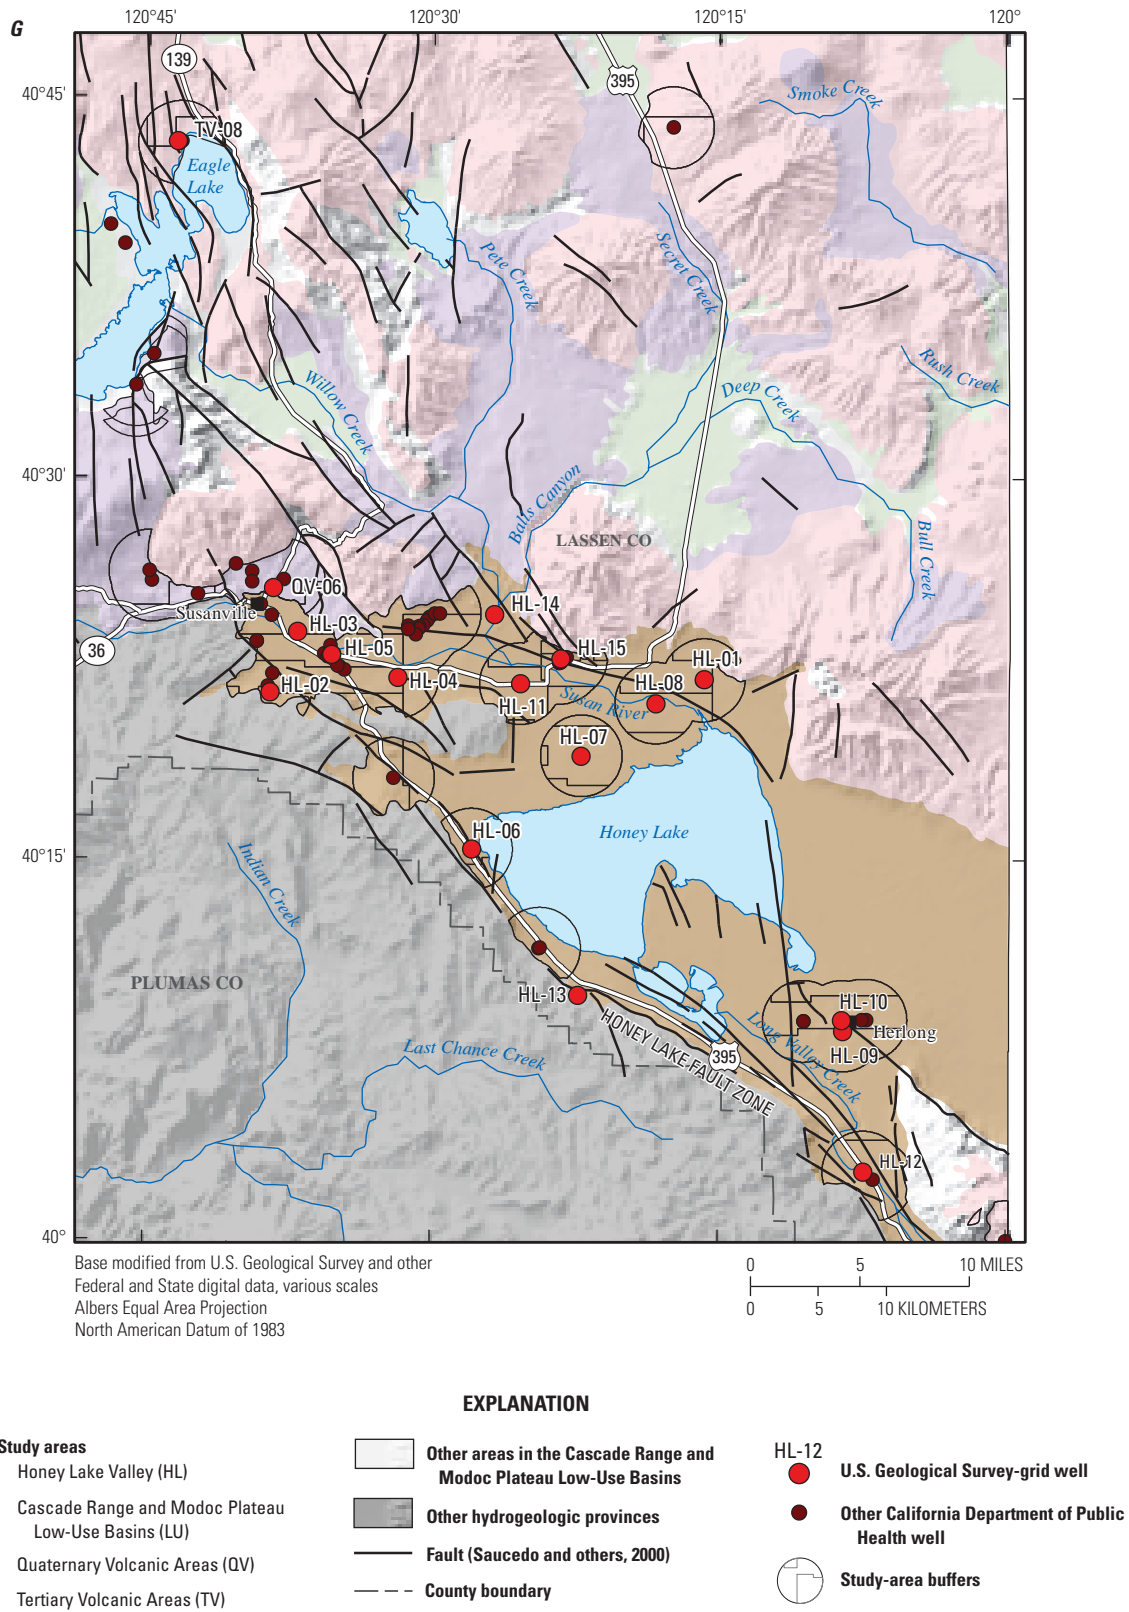 G
120°45'
120°30'
120°15'
120°
139
395
40°45'
Smoke Creek
TV-08
Eagle
Lake
Pete Creek
Secret Creek
Rush Creek
Willow Creek
Deep Creek
40°30'
Balls Canyon
LASSEN CO
Bull Creek
QV-06
Susanville
HL-14
HL-03
36
HL-05
HL-15
HL-01
HL-02
HL-04
HL-08
HL-11
Susan River
HL-07
HL-06
Honey Lake
40°15'
Indian Creek
PLUMAS CO
HL-13
HL-10
Herlong
HL-09
HONEY LAKE FAULT ZONE
395
Long Valley Creek
Last Chance Creek
HL-12
40°
Base modified from U.S. Geological Survey and other
Federal and State digital data, various scales
Albers Equal Area Projection
North American Datum of 1983
0 5 10 MILES
0 5 10 KILOMETERS
EXPLANATION
Study areas
Honey Lake Valley (HL)
Cascade Range and Modoc Plateau
Low-Use Basins (LU)
Quaternary Volcanic Areas (QV)
Tertiary Volcanic Areas (TV)
Other areas in the Cascade Range and
Modoc Plateau Low-Use Basins
Other hydrogeologic provinces
Fault (Saucedo and others, 2000)
County boundary
HL-12
U.S. Geological Survey-grid well
Other California Department of Public
Health well
Study-area buffers